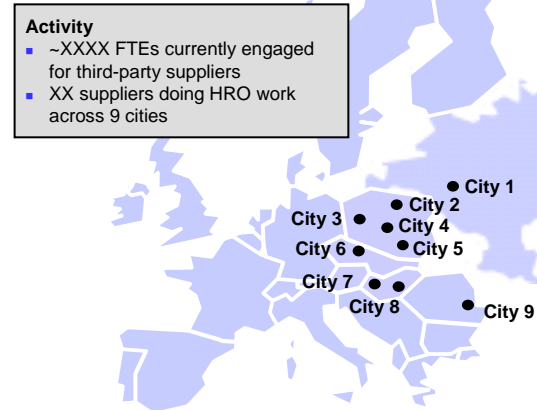 Activity
▪ ~XXXX FTEs currently engaged
for third-party suppliers
▪ XX suppliers doing HRO work
across 9 cities
City 1
City 2
City 3
City 4
City 5
City 6
City 7
City 8
City 9